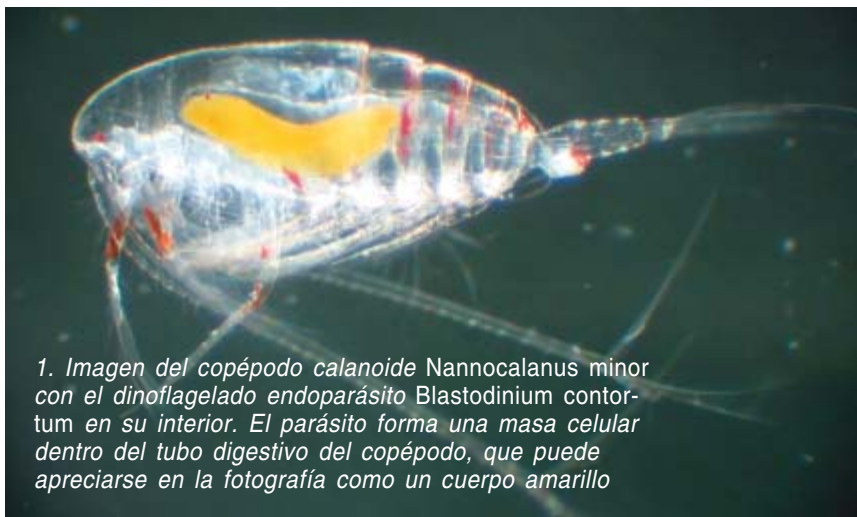 1. Imagen del copépodo calanoide Nannocalanus minor
con el dinoflagelado endoparásito Blastodinium contor-
tum en su interior. El parásito forma una masa celular
dentro del tubo digestivo del copépodo, que puede
apreciarse en la fotografía como un cuerpo amarillo